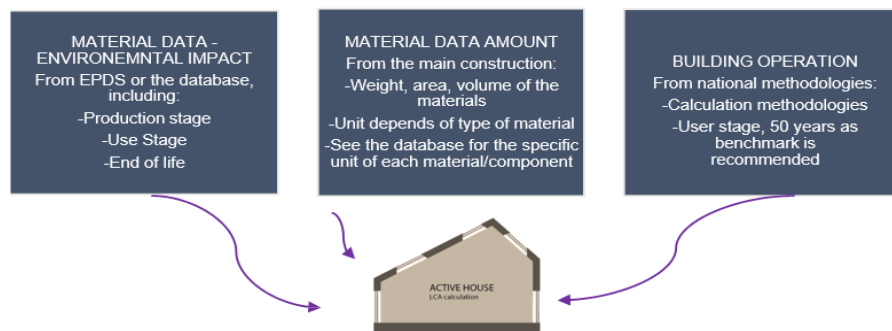 MATERIAL DATA -
ENVIRONEMNTAL IMPACT
From EPDS or the database,
including:
-Production stage
-Use Stage
-End of life
MATERIAL DATA AMOUNT
From the main construction:
-Weight, area, volume of the
materials
-Unit depends of type of material
-See the database for the specific
unit of each material/component
BUILDING OPERATION
From national methodologies:
-Calculation methodologies
-User stage, 50 years as
benchmark is
recommended
ACTIVE HOUSE
LCA calculation